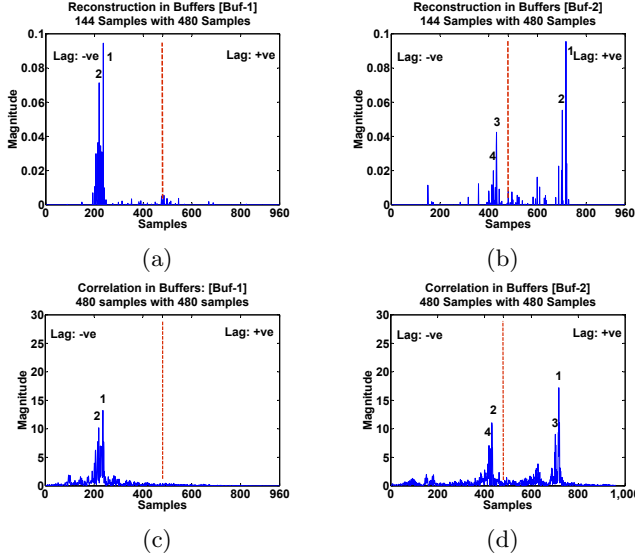 Reconstruction in Buffers [Buf-1]
144 Samples with 480 Samples
0.1
0.08
0.06
0.04
0.02
0
Magnitude
Lag: -ve
Lag: +ve
1
2
0 200 400 600 800 960
Samples
(a)
Reconstruction in Buffers [Buf-2]
144 Samples with 480 Samples
0.1
0.08
0.06
0.04
0.02
0
Magnitude
Lag: -ve
Lag: +ve
1
2
3
4
0 200 400 600 800 960
Samples
(b)
Correlation in Buffers: [Buf-1]
480 Samples with 480 samples
30
25
20
15
10
5
0
Magnitude
Lag: -ve
Lag: +ve
1
2
0 200 400 600 800 960
Samples
(c)
Correlation in Buffers [Buf-2]
480 Samples with 480 Samples
30
25
20
15
10
5
0
Magnitude
Lag: -ve
Lag: +ve
1
2
3
4
0 200 400 600 800 1,000
Samples
(d)